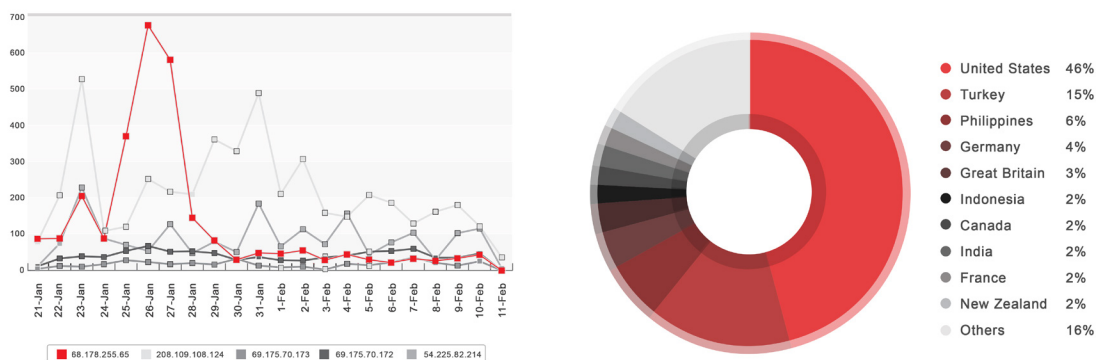 700
600
500
400
300
200
100
0
21-Jan 22-Jan 23-Jan 24-Jan 25-Jan 26-Jan 27-Jan 28-Jan 29-Jan 30-Jan 31-Jan 1-Feb 2-Feb 3-Feb 4-Feb 5-Feb 6-Feb 7-Feb 8-Feb 9-Feb 10-Feb 11-Feb
68.178.255.65 208.109.108.124 69.175.70.173 69.175.70.172 54.225.82.214
United States 46%
Turkey 15%
Philippines 6%
Germany 4%
Great Britain 3%
Indonesia 2%
Canada 2%
India 2%
France 2%
New Zealand 2%
Others 16%